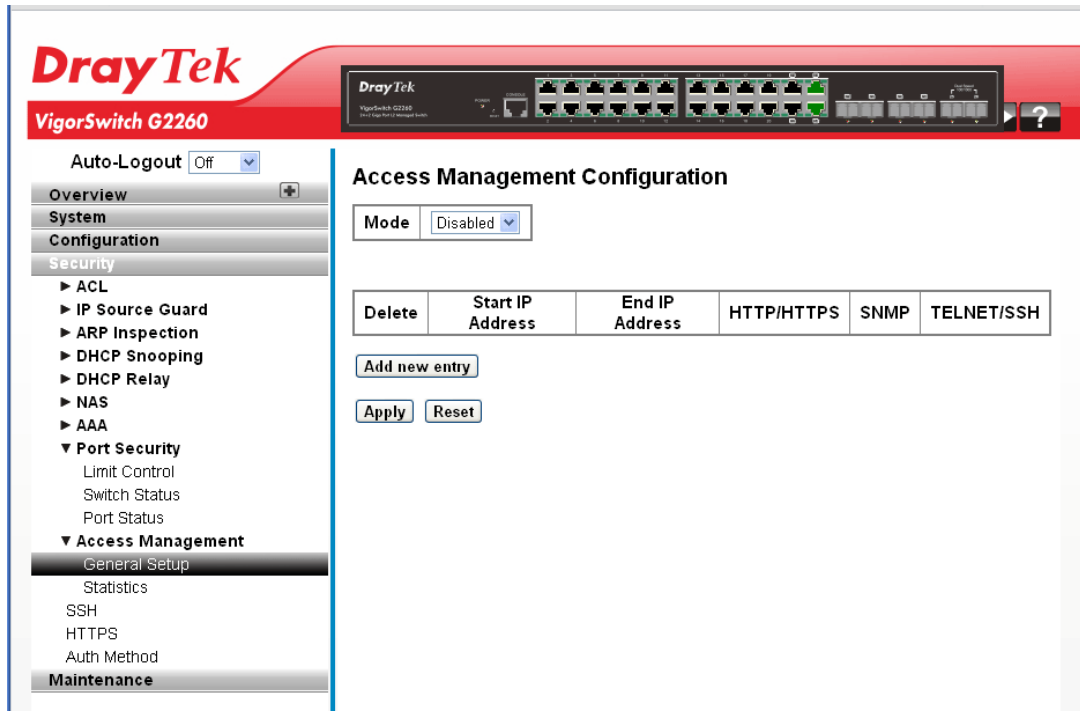 DrayTek
VigorSwitch G2260
DrayTek
VigorSwitch G2260
CONSOLE
POWER
Auto-Logout Off
Overview
System
Configuration
Security
ACL
IP Source Guard
ARP Inspection
DHCP Snooping
DHCP Relay
NAS
AAA
Port Security
Limit Control
Switch Status
Port Status
Access Management
General Setup
Statistics
SSH
HTTPS
Auth Method
Maintenance
?
Access Management Configuration
Mode Disabled
Delete Start IP Address End IP Address HTTP/HTTPS SNMP TELNET/SSH
Add new entry
Apply Reset